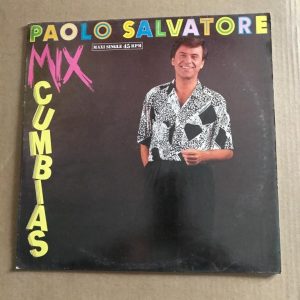 PAOLO SALVATORE
MAXI SINGLE 45 RPM
MIX
CUMBIAS